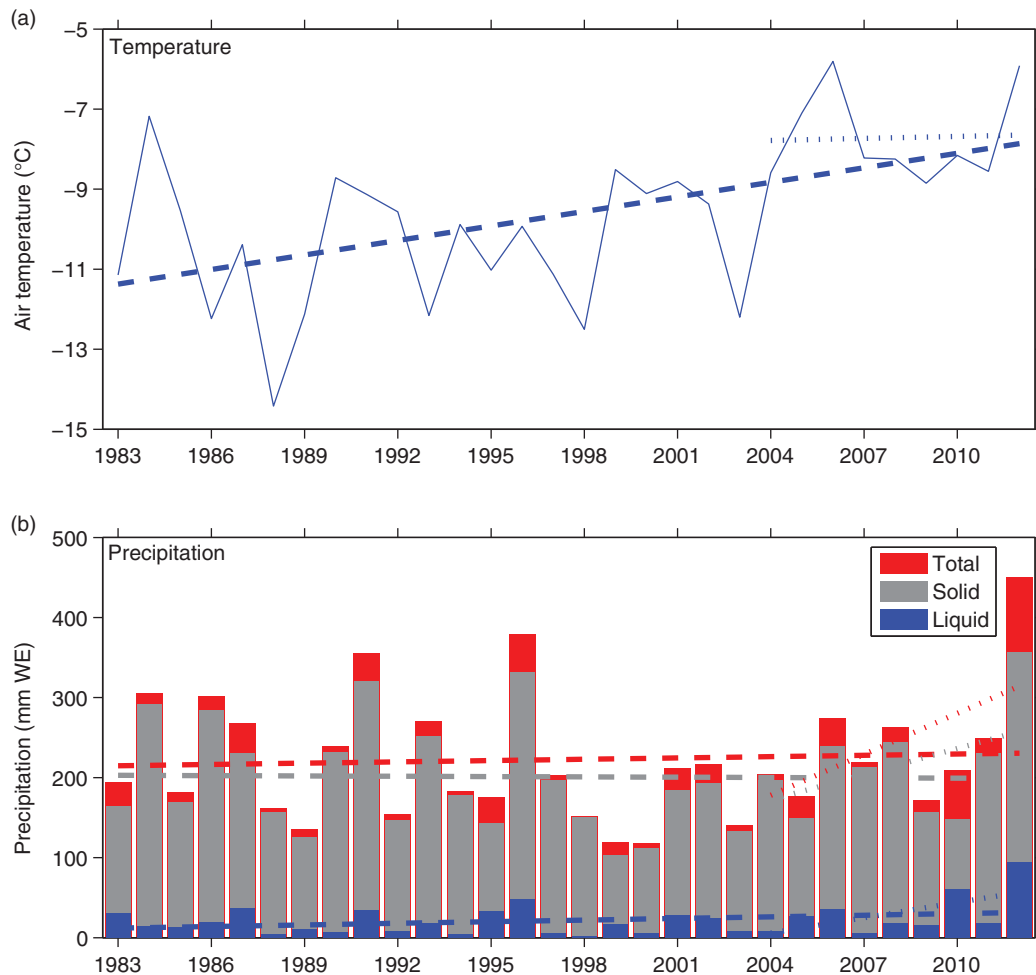 (a)
Temperature
Air temperature (°C)
−5
−7
−9
−11
−13
−15
1983 1986 1989 1992 1995 1998 2001 2004 2007 2010
(b)
Precipitation
Precipitation (mm WE)
500
400
300
200
100
0
Total
Solid
Liquid
1983 1986 1989 1992 1995 1998 2001 2004 2007 2010